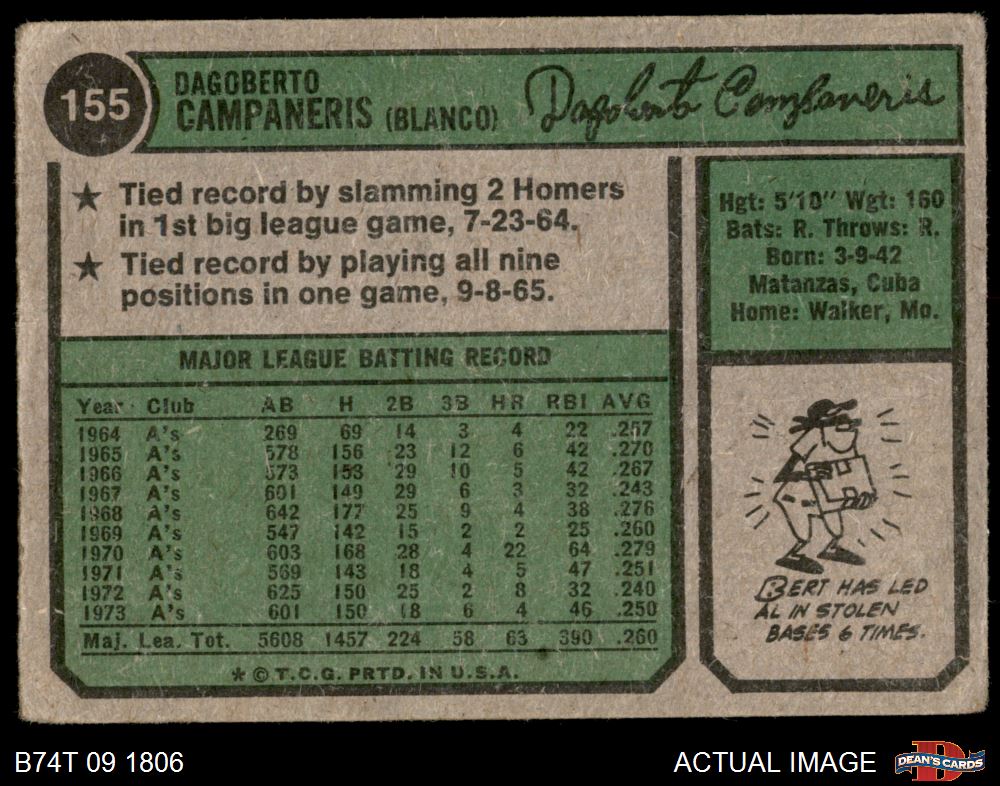 155
DAGOBERTO
CAMPANERIS (BLANCO)
Dagoberto Campaneris
★ Tied record by slamming 2 Homers
in 1st big league game, 7-23-64.
★ Tied record by playing all nine
positions in one game, 9-8-65.
Hgt: 5'10" Wgt: 160
Bats: R. Throws: R.
Born: 3-9-42
Matanzas, Cuba
Home: Walker, Mo.
MAJOR LEAGUE BATTING RECORD
Year Club AB H 2B 3B HR RBI AVG
1964 A's 269 69 14 3 4 22 .257
1965 A's 578 156 23 12 6 42 .270
1966 A's 573 153 29 10 5 42 .267
1967 A's 601 149 29 6 3 32 .243
1968 A's 642 177 25 9 4 38 .276
1969 A's 547 142 15 2 2 25 .260
1970 A's 603 168 28 4 22 64 .279
1971 A's 569 143 18 4 5 47 .251
1972 A's 625 150 25 2 8 32 .240
1973 A's 601 150 18 6 4 46 .250
Maj. Lea. Tot. 5608 1457 224 58 63 390 .260
* © T.C.G. PRTD. IN U.S.A.
BERT HAS LED
AL IN STOLEN
BASES 6 TIMES.
B74T 09 1806
ACTUAL IMAGE
DEAN'S CARDS